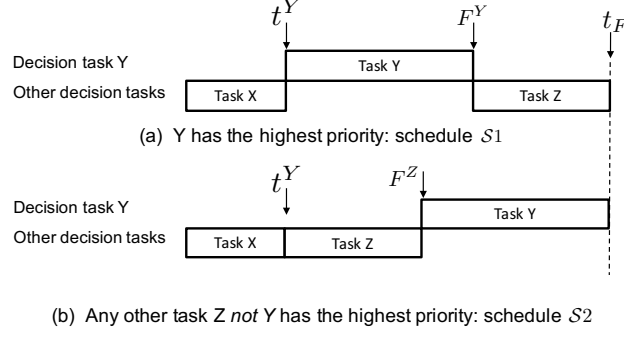 t^Y F^Y t_F
Decision task Y Task Y
Other decision tasks Task X Task Z
(a) Y has the highest priority: schedule 𝒮1
t^Y F^Z
Decision task Y Task Y
Other decision tasks Task X Task Z
(b) Any other task Z not Y has the highest priority: schedule 𝒮2